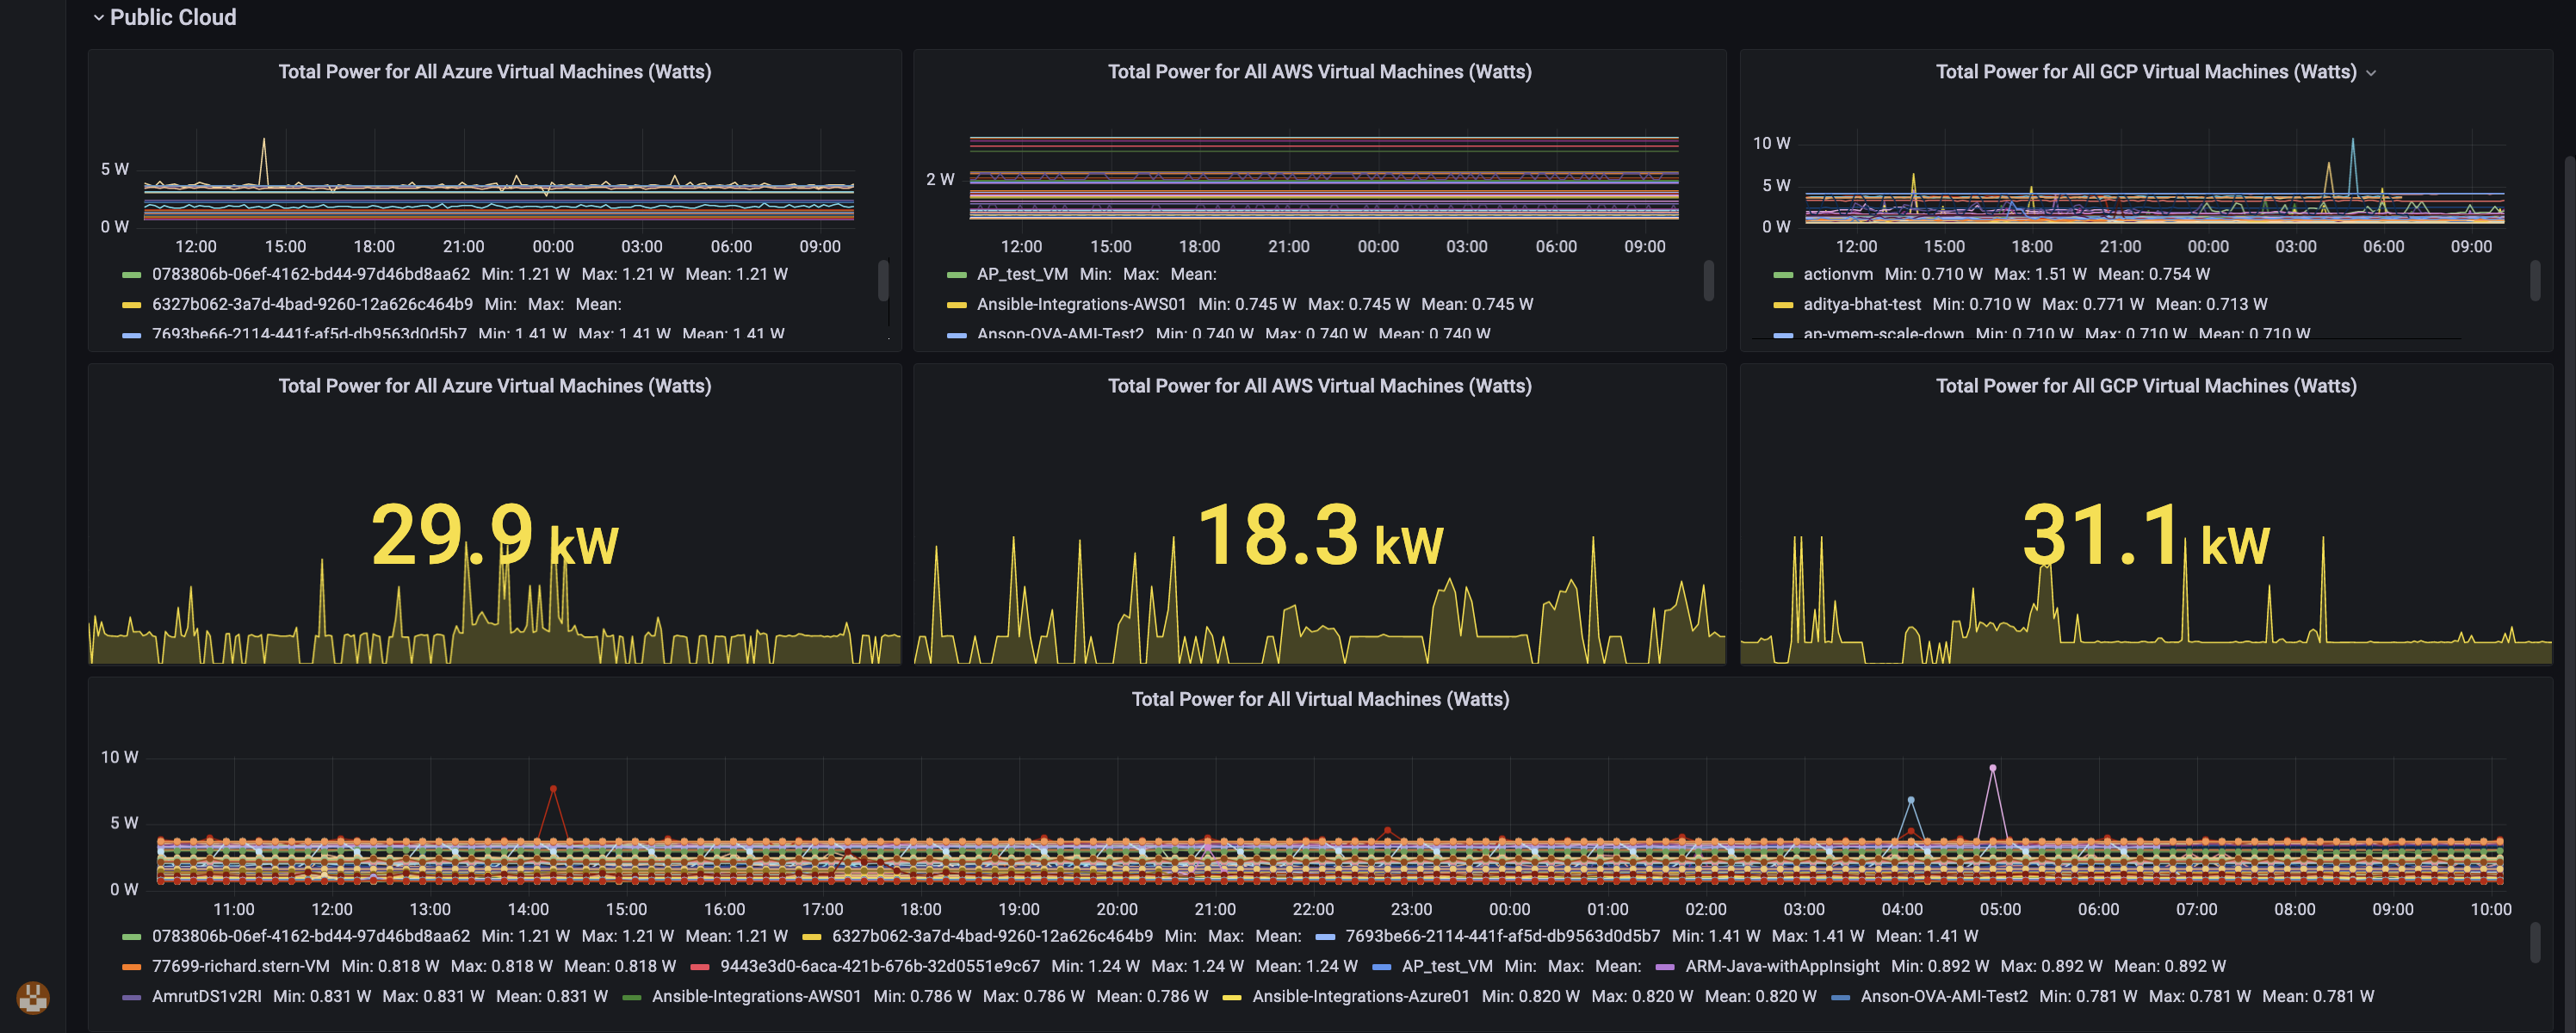 Public Cloud
Total Power for All Azure Virtual Machines (Watts)
5 W
0 W
12:00 15:00 18:00 21:00 00:00 03:00 06:00 09:00
0783806b-06ef-4162-bd44-97d46bd8aa62 Min: 1.21 W Max: 1.21 W Mean: 1.21 W
6327b062-3a7d-4bad-9260-12a626c464b9 Min: Max: Mean:
7693be66-2114-441f-af5d-db9563d0d5b7 Min: 1.41 W Max: 1.41 W Mean: 1.41 W
Total Power for All AWS Virtual Machines (Watts)
2 W
12:00 15:00 18:00 21:00 00:00 03:00 06:00 09:00
AP_test_VM Min: Max: Mean:
Ansible-Integrations-AWS01 Min: 0.745 W Max: 0.745 W Mean: 0.745 W
Anson-OVA-AMI-Test2 Min: 0.740 W Max: 0.740 W Mean: 0.740 W
Total Power for All GCP Virtual Machines (Watts)
10 W
5 W
0 W
12:00 15:00 18:00 21:00 00:00 03:00 06:00 09:00
actionvm Min: 0.710 W Max: 1.51 W Mean: 0.754 W
aditya-bhat-test Min: 0.710 W Max: 0.771 W Mean: 0.713 W
ap-vmem-scale-down Min: 0.710 W Max: 0.710 W Mean: 0.710 W
Total Power for All Azure Virtual Machines (Watts)
29.9 kW
Total Power for All AWS Virtual Machines (Watts)
18.3 kW
Total Power for All GCP Virtual Machines (Watts)
31.1 kW
Total Power for All Virtual Machines (Watts)
10 W
5 W
0 W
11:00 12:00 13:00 14:00 15:00 16:00 17:00 18:00 19:00 20:00 21:00 22:00 23:00 00:00 01:00 02:00 03:00 04:00 05:00 06:00 07:00 08:00 09:00 10:00
0783806b-06ef-4162-bd44-97d46bd8aa62 Min: 1.21 W Max: 1.21 W Mean: 1.21 W 6327b062-3a7d-4bad-9260-12a626c464b9 Min: Max: Mean: 7693be66-2114-441f-af5d-db9563d0d5b7 Min: 1.41 W Max: 1.41 W Mean: 1.41 W
77699-richard.stern-VM Min: 0.818 W Max: 0.818 W Mean: 0.818 W 9443e3d0-6aca-421b-676b-32d0551e9c67 Min: 1.24 W Max: 1.24 W Mean: 1.24 W AP_test_VM Min: Max: Mean: ARM-Java-withAppInsight Min: 0.892 W Max: 0.892 W Mean: 0.892 W
AmrutDS1v2RI Min: 0.831 W Max: 0.831 W Mean: 0.831 W Ansible-Integrations-AWS01 Min: 0.786 W Max: 0.786 W Mean: 0.786 W Ansible-Integrations-Azure01 Min: 0.820 W Max: 0.820 W Mean: 0.820 W Anson-OVA-AMI-Test2 Min: 0.781 W Max: 0.781 W Mean: 0.781 W